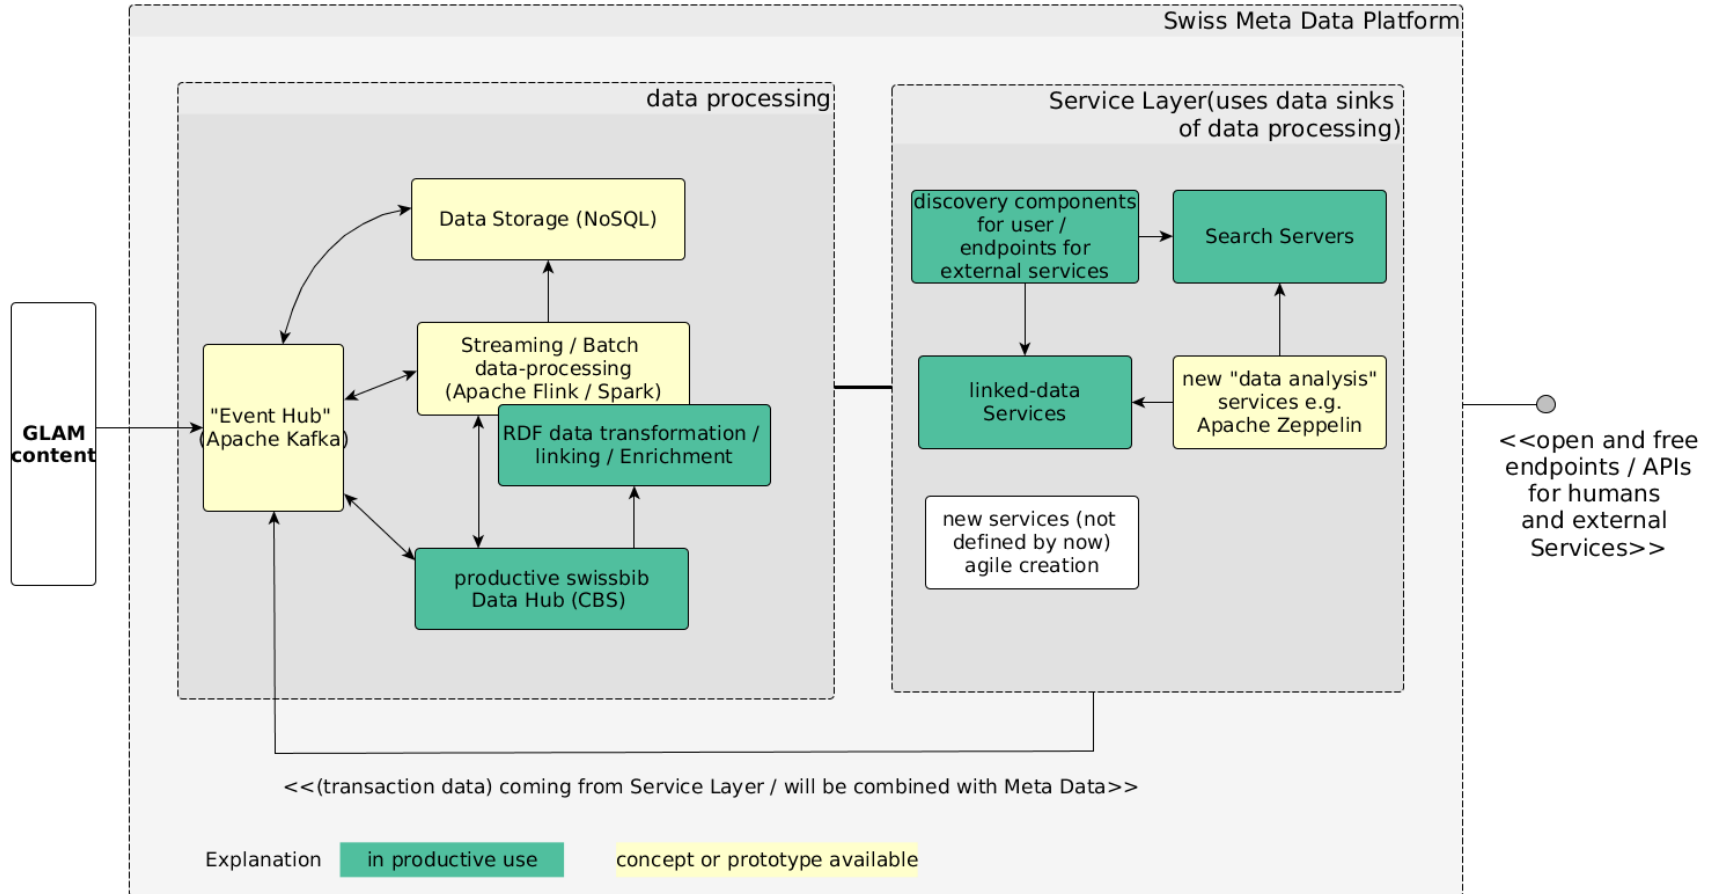 Swiss Meta Data Platform
data processing
Service Layer(uses data sinks
of data processing)
Data Storage (NoSQL)
discovery components
for user /
endpoints for
external services
Search Servers
Streaming / Batch
data-processing
(Apache Flink / Spark)
"Event Hub"
(Apache Kafka)
GLAM
content
RDF data transformation /
linking / Enrichment
linked-data
Services
new "data analysis"
services e.g.
Apache Zeppelin
<<open and free
endpoints / APIs
for humans
and external
Services>>
new services (not
defined by now)
agile creation
productive swissbib
Data Hub (CBS)
<<(transaction data) coming from Service Layer / will be combined with Meta Data>>
Explanation
in productive use
concept or prototype available